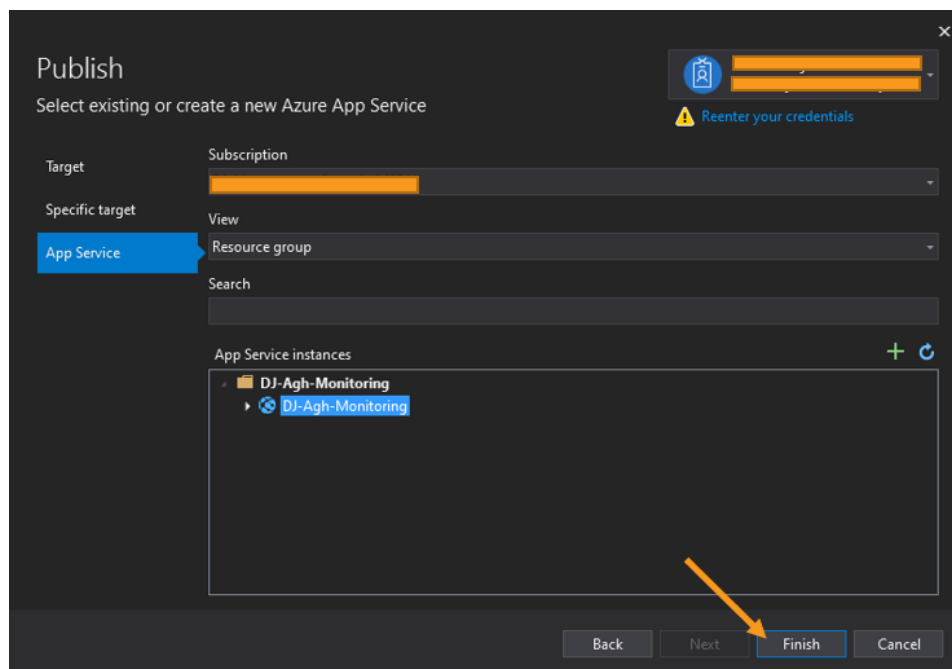 Publish
Select existing or create a new Azure App Service
Reenter your credentials
Target
Specific target
App Service
Subscription
View
Resource group
Search
App Service instances
DJ-Agh-Monitoring
DJ-Agh-Monitoring
Back
Next
Finish
Cancel